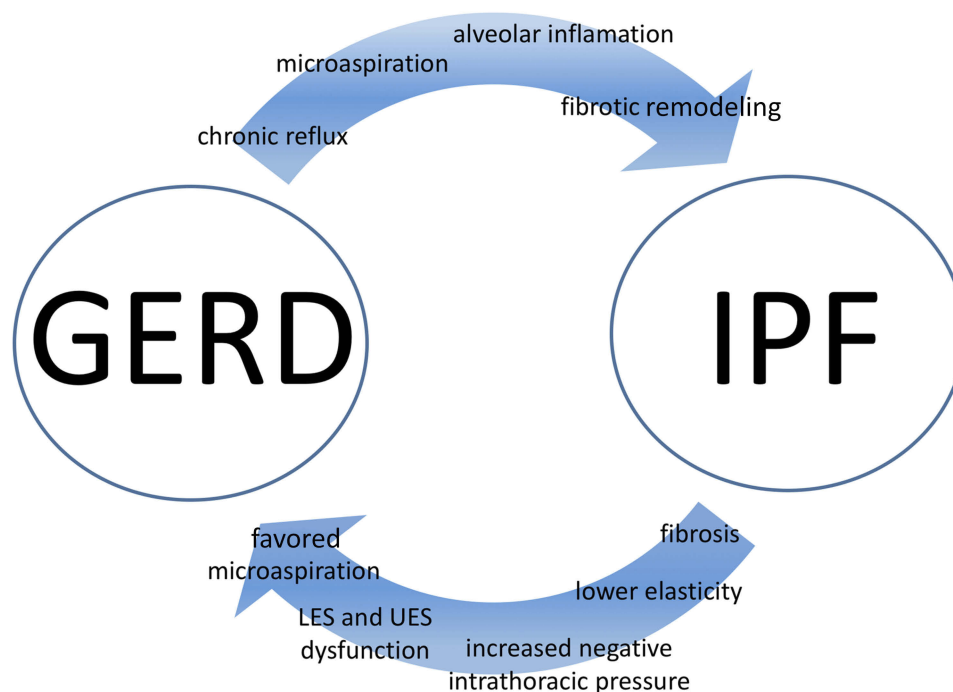 alveolar inflamation
microaspiration
fibrotic remodeling
chronic reflux
GERD
IPF
fibrosis
lower elasticity
increased negative
intrathoracic pressure
LES and UES
dysfunction
favored
microaspiration